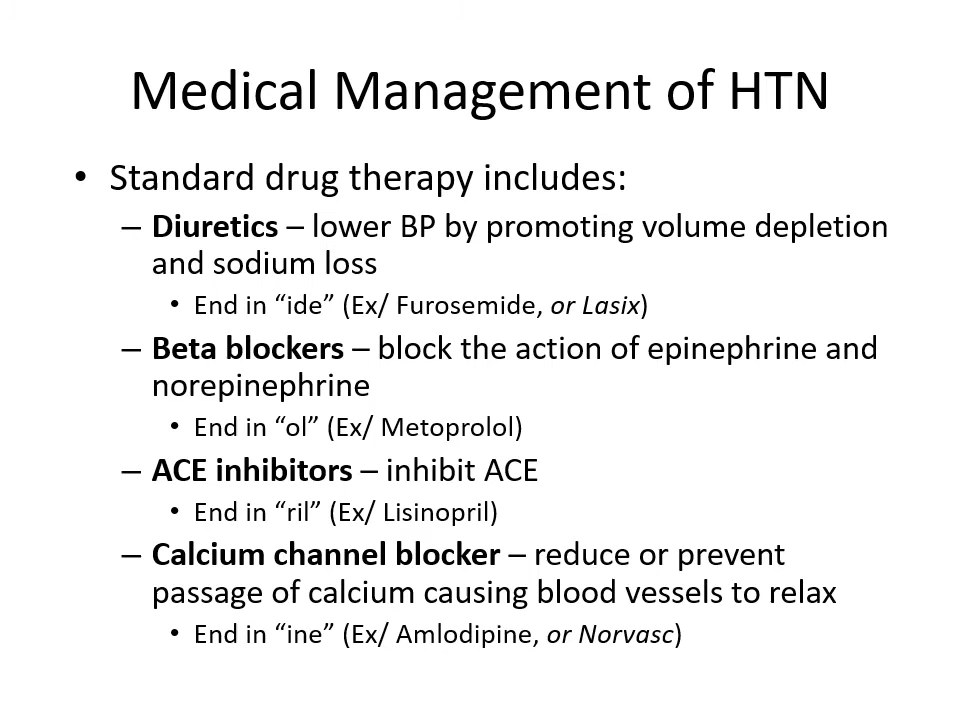 Medical Management of HTN
• Standard drug therapy includes:
– Diuretics – lower BP by promoting volume depletion
and sodium loss
• End in “ide” (Ex/ Furosemide, or Lasix)
– Beta blockers – block the action of epinephrine and
norepinephrine
• End in “ol” (Ex/ Metoprolol)
– ACE inhibitors – inhibit ACE
• End in “ril” (Ex/ Lisinopril)
– Calcium channel blocker – reduce or prevent
passage of calcium causing blood vessels to relax
• End in “ine” (Ex/ Amlodipine, or Norvasc)